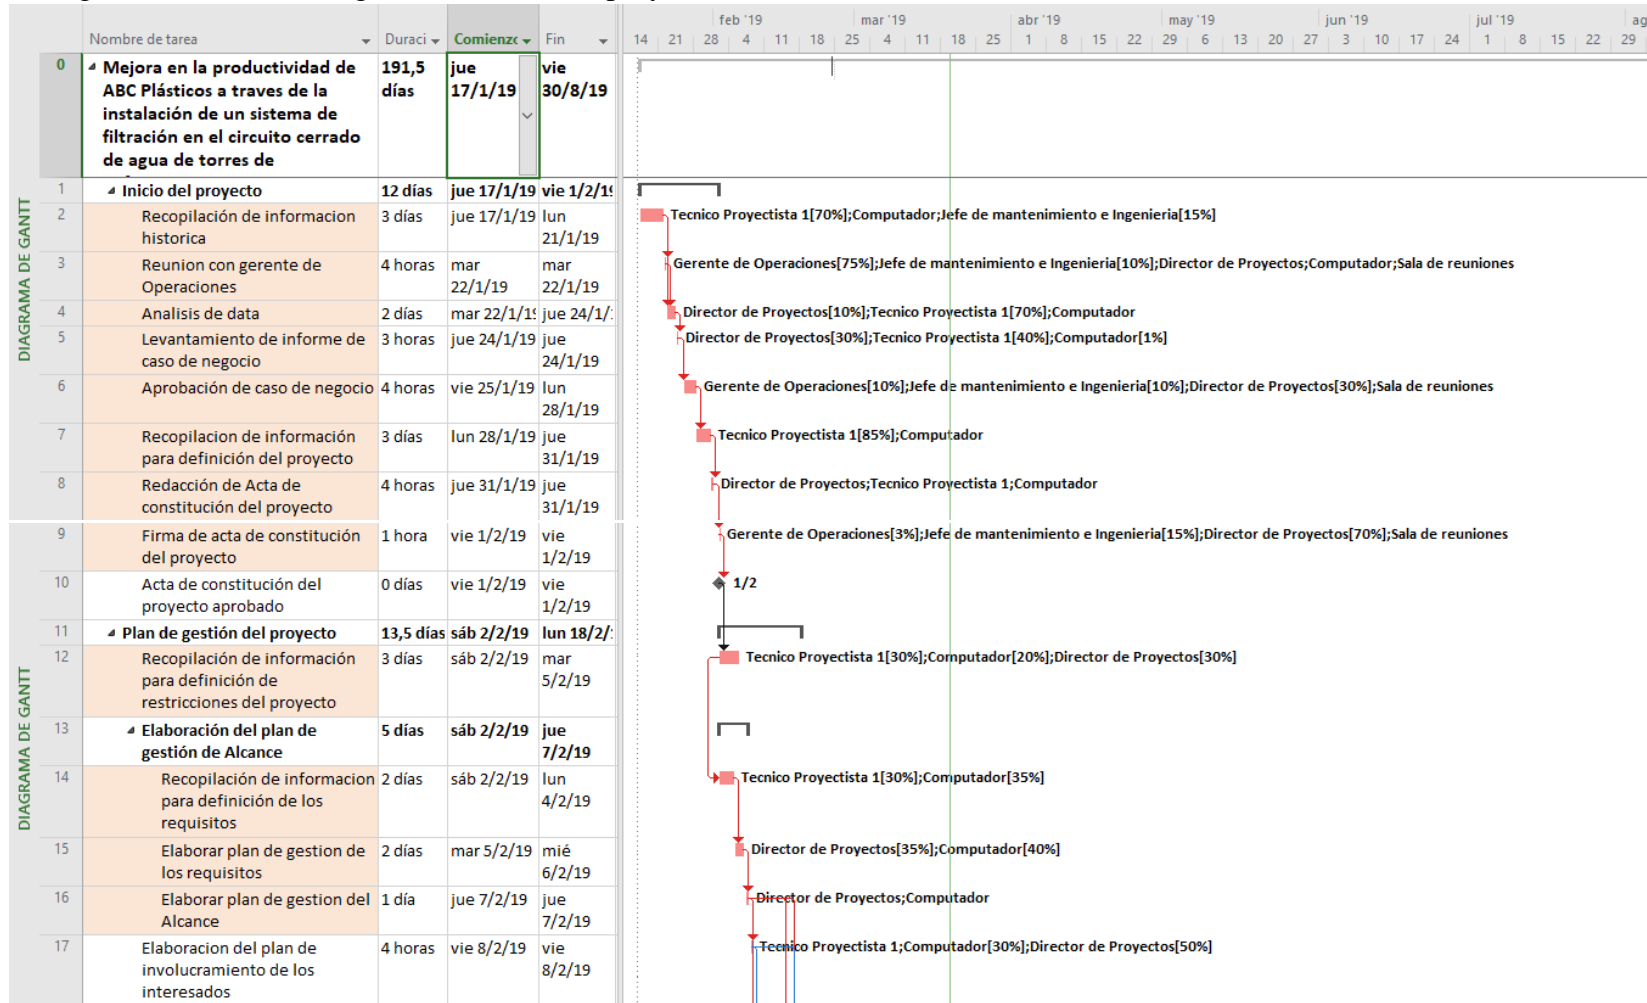 feb '19 mar '19 abr '19 may '19 jun '19 jul '19 ag
Nombre de tarea Duraci Comienzo Fin 14 21 28 4 11 18 25 4 11 18 25 1 8 15 22 29 6 13 20 27 3 10 17 24 1 8 15 22 29
DIAGRAMA DE GANTT
0 Mejora en la productividad de 191,5 jue vie
ABC Plásticos a traves de la días 17/1/19 30/8/19
instalación de un sistema de
filtración en el circuito cerrado
de agua de torres de
1 Inicio del proyecto 12 días jue 17/1/19 vie 1/2/19
2 Recopilación de informacion 3 días jue 17/1/19 lun Tecnico Proyectista 1[70%];Computador;Jefe de mantenimiento e Ingenieria[15%]
historica 21/1/19
3 Reunion con gerente de 4 horas mar mar Gerente de Operaciones[75%];Jefe de mantenimiento e Ingenieria[10%];Director de Proyectos;Computador;Sala de reuniones
Operaciones 22/1/19 22/1/19
4 Analisis de data 2 días mar 22/1/19 jue 24/1/ Director de Proyectos[10%];Tecnico Proyectista 1[70%];Computador
5 Levantamiento de informe de 3 horas jue 24/1/19 jue Director de Proyectos[30%];Tecnico Proyectista 1[40%];Computador[1%]
caso de negocio 24/1/19
6 Aprobación de caso de negocio 4 horas vie 25/1/19 lun Gerente de Operaciones[10%];Jefe de mantenimiento e Ingenieria[10%];Director de Proyectos[30%];Sala de reuniones
28/1/19
7 Recopilacion de información 3 días lun 28/1/19 jue Tecnico Proyectista 1[85%];Computador
para definición del proyecto 31/1/19
8 Redacción de Acta de 4 horas jue 31/1/19 jue Director de Proyectos;Tecnico Proyectista 1;Computador
constitución del proyecto 31/1/19
DIAGRAMA DE GANTT
9 Firma de acta de constitución 1 hora vie 1/2/19 vie Gerente de Operaciones[3%];Jefe de mantenimiento e Ingenieria[15%];Director de Proyectos[70%];Sala de reuniones
del proyecto 1/2/19
10 Acta de constitución del 0 días vie 1/2/19 vie 1/2
proyecto aprobado 1/2/19
11 Plan de gestión del proyecto 13,5 días sáb 2/2/19 lun 18/2/
12 Recopilación de información 3 días sáb 2/2/19 mar Tecnico Proyectista 1[30%];Computador[20%];Director de Proyectos[30%]
para definición de 5/2/19
restricciones del proyecto
13 Elaboración del plan de 5 días sáb 2/2/19 jue
gestión de Alcance 7/2/19
14 Recopilación de informacion 2 días sáb 2/2/19 lun Tecnico Proyectista 1[30%];Computador[35%]
para definición de los 4/2/19
requisitos
15 Elaborar plan de gestion de 2 días mar 5/2/19 mié Director de Proyectos[35%];Computador[40%]
los requisitos 6/2/19
16 Elaborar plan de gestion del 1 día jue 7/2/19 jue Director de Proyectos;Computador
Alcance 7/2/19
17 Elaboracion del plan de 4 horas vie 8/2/19 vie Tecnico Proyectista 1;Computador[30%];Director de Proyectos[50%]
involucramiento de los 8/2/19
interesados